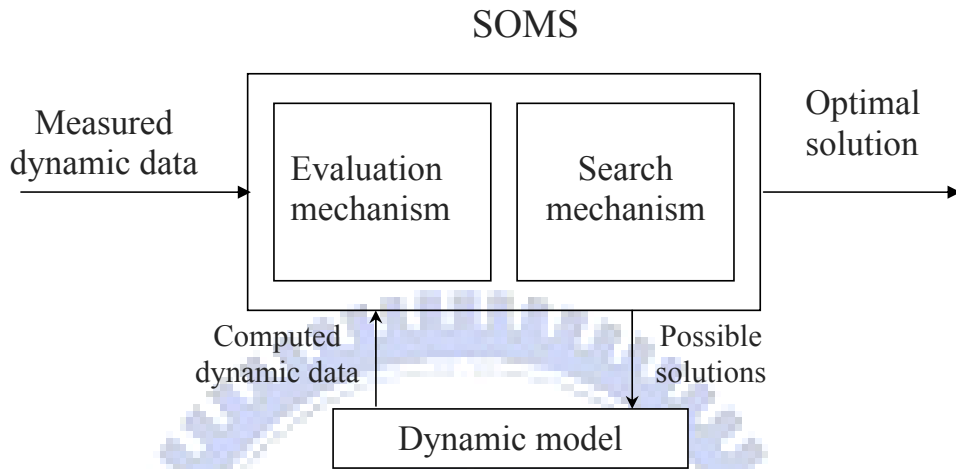 SOMS
Measured
dynamic data
Evaluation
mechanism
Search
mechanism
Optimal
solution
Computed
dynamic data
Possible
solutions
Dynamic model